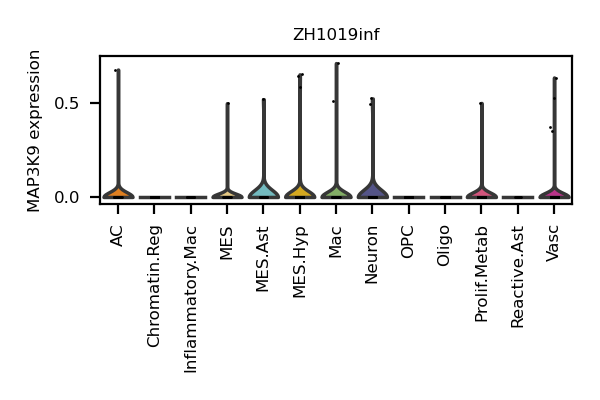 ZH1019inf
MAP3K9 expression
0.5
0.0
AC
Chromatin.Reg
Inflammatory.Mac
MES
MES.Ast
MES.Hyp
Mac
Neuron
OPC
Oligo
Prolif.Metab
Reactive.Ast
Vasc